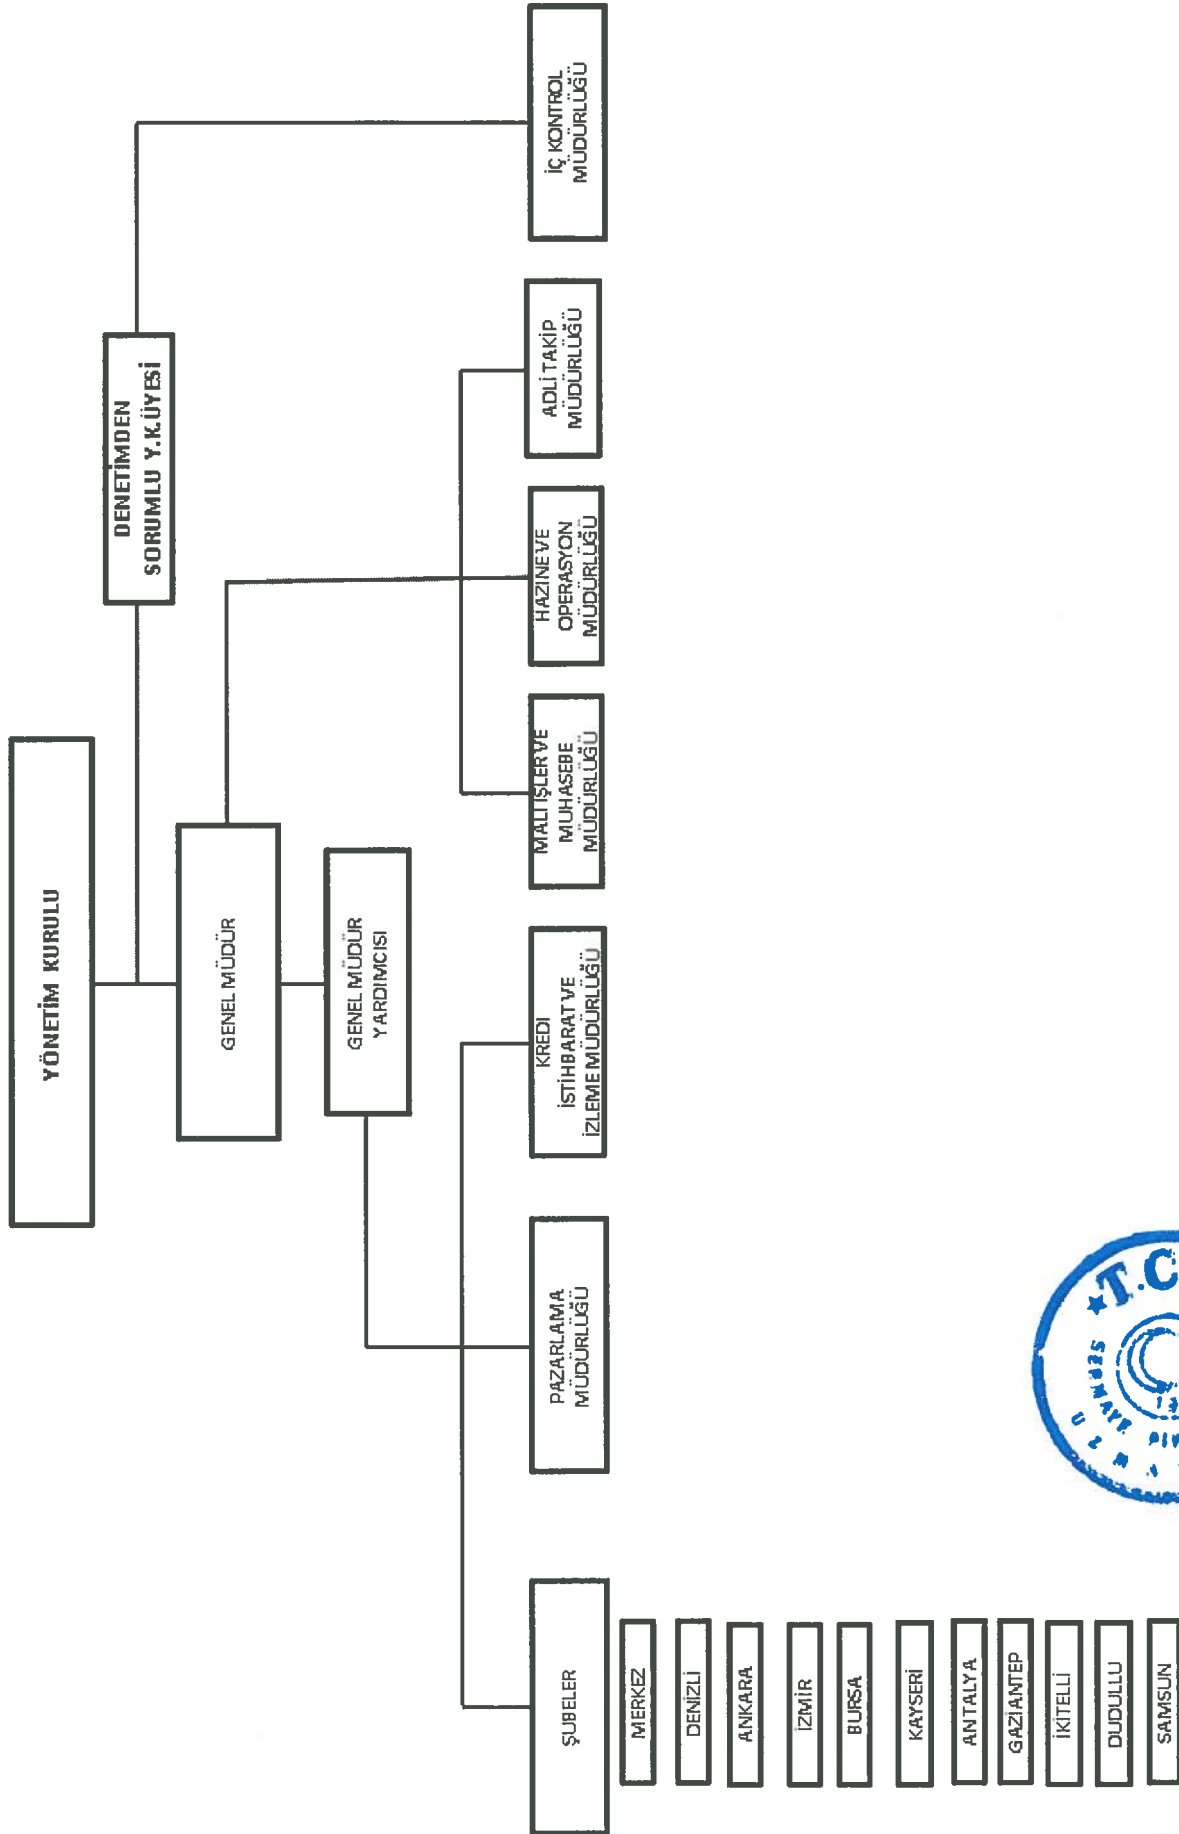 YÖNETİM KURULU
DENETİMDEN
SORUMLU Y.K.ÜYESİ
GENEL MÜDÜR
GENEL MÜDÜR
YARDIMCISI
ŞUBELER
PAZARLAMA
MÜDÜRLÜĞÜ
KREDI
İSTİHBARAT VE
İZLEME MÜDÜRLÜĞÜ
MALI İŞLER VE
MUHASEBE
MÜDÜRLÜĞÜ
HAZINE VE
OPERASYON
MÜDÜRLÜĞÜ
ADLİ TAKİP
MÜDÜRLÜĞÜ
İÇ KONTROL
MÜDÜRLÜĞÜ
MERKEZ
DENİZLİ
ANKARA
İZMİR
BURSA
KAYSERİ
ANTALYA
GAZİANTEP
İKİTELLİ
DUDULLU
SAMSUN
T.C
SERMAYE